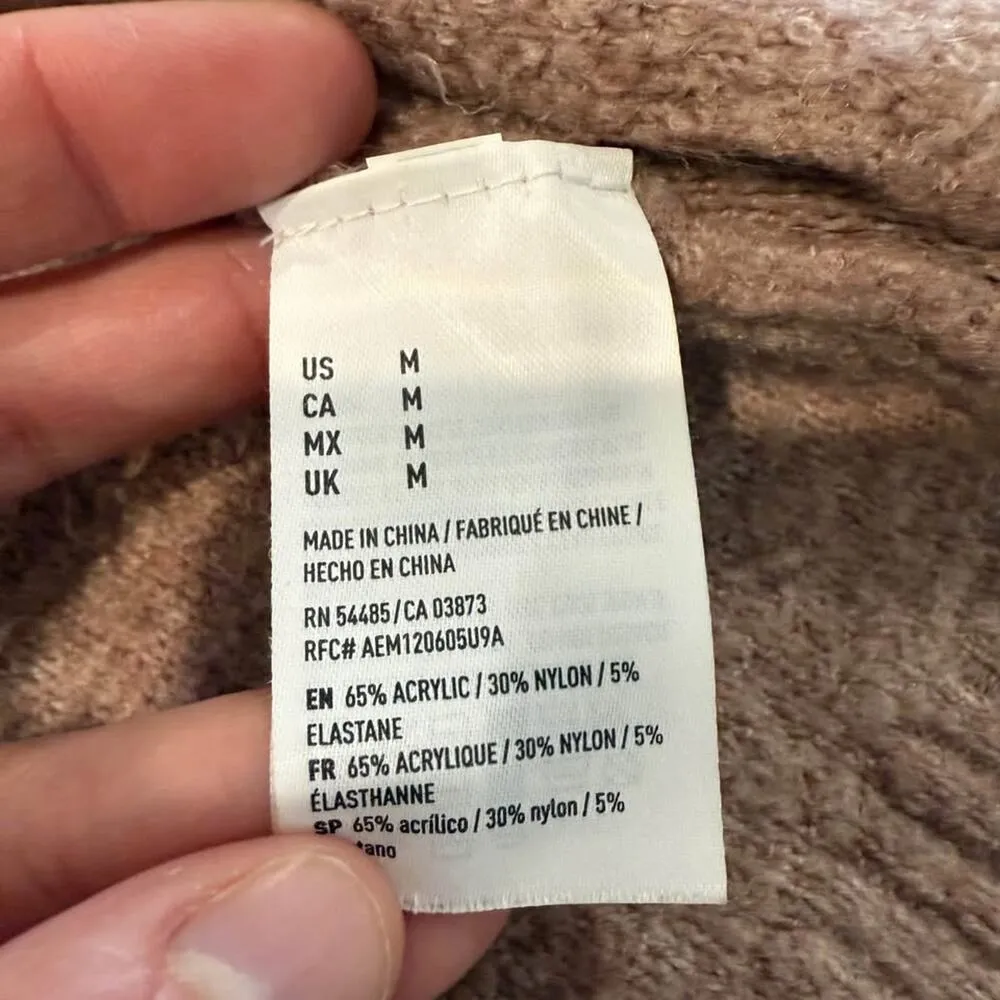 US M
CA M
MX M
UK M
MADE IN CHINA / FABRIQUÉ EN CHINE /
HECHO EN CHINA
RN 54485/CA 03873
RFC# AEM120605U9A
EN 65% ACRYLIC / 30% NYLON / 5%
ELASTANE
FR 65% ACRYLIQUE / 30% NYLON / 5%
ÉLASTHANNE
SP 65% acrílico / 30% nylon / 5%